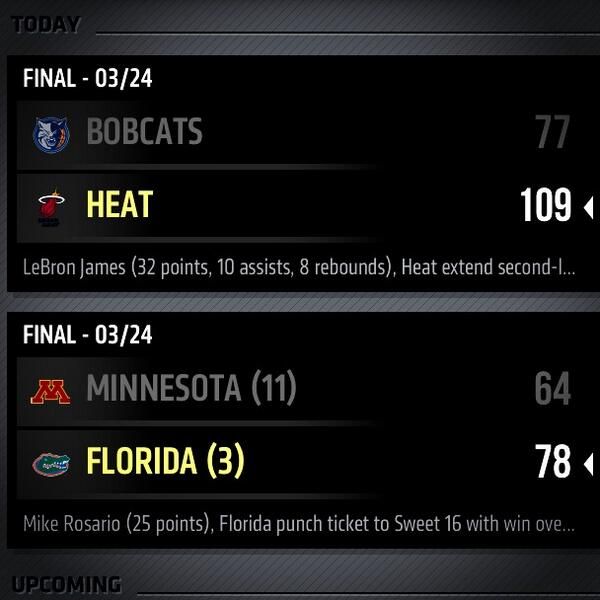 TODAY
FINAL - 03/24
BOBCATS 77
HEAT 109
LeBron James (32 points, 10 assists, 8 rebounds), Heat extend second-l...
FINAL - 03/24
MINNESOTA (11) 64
FLORIDA (3) 78
Mike Rosario (25 points), Florida punch ticket to Sweet 16 with win ove...
UPCOMING